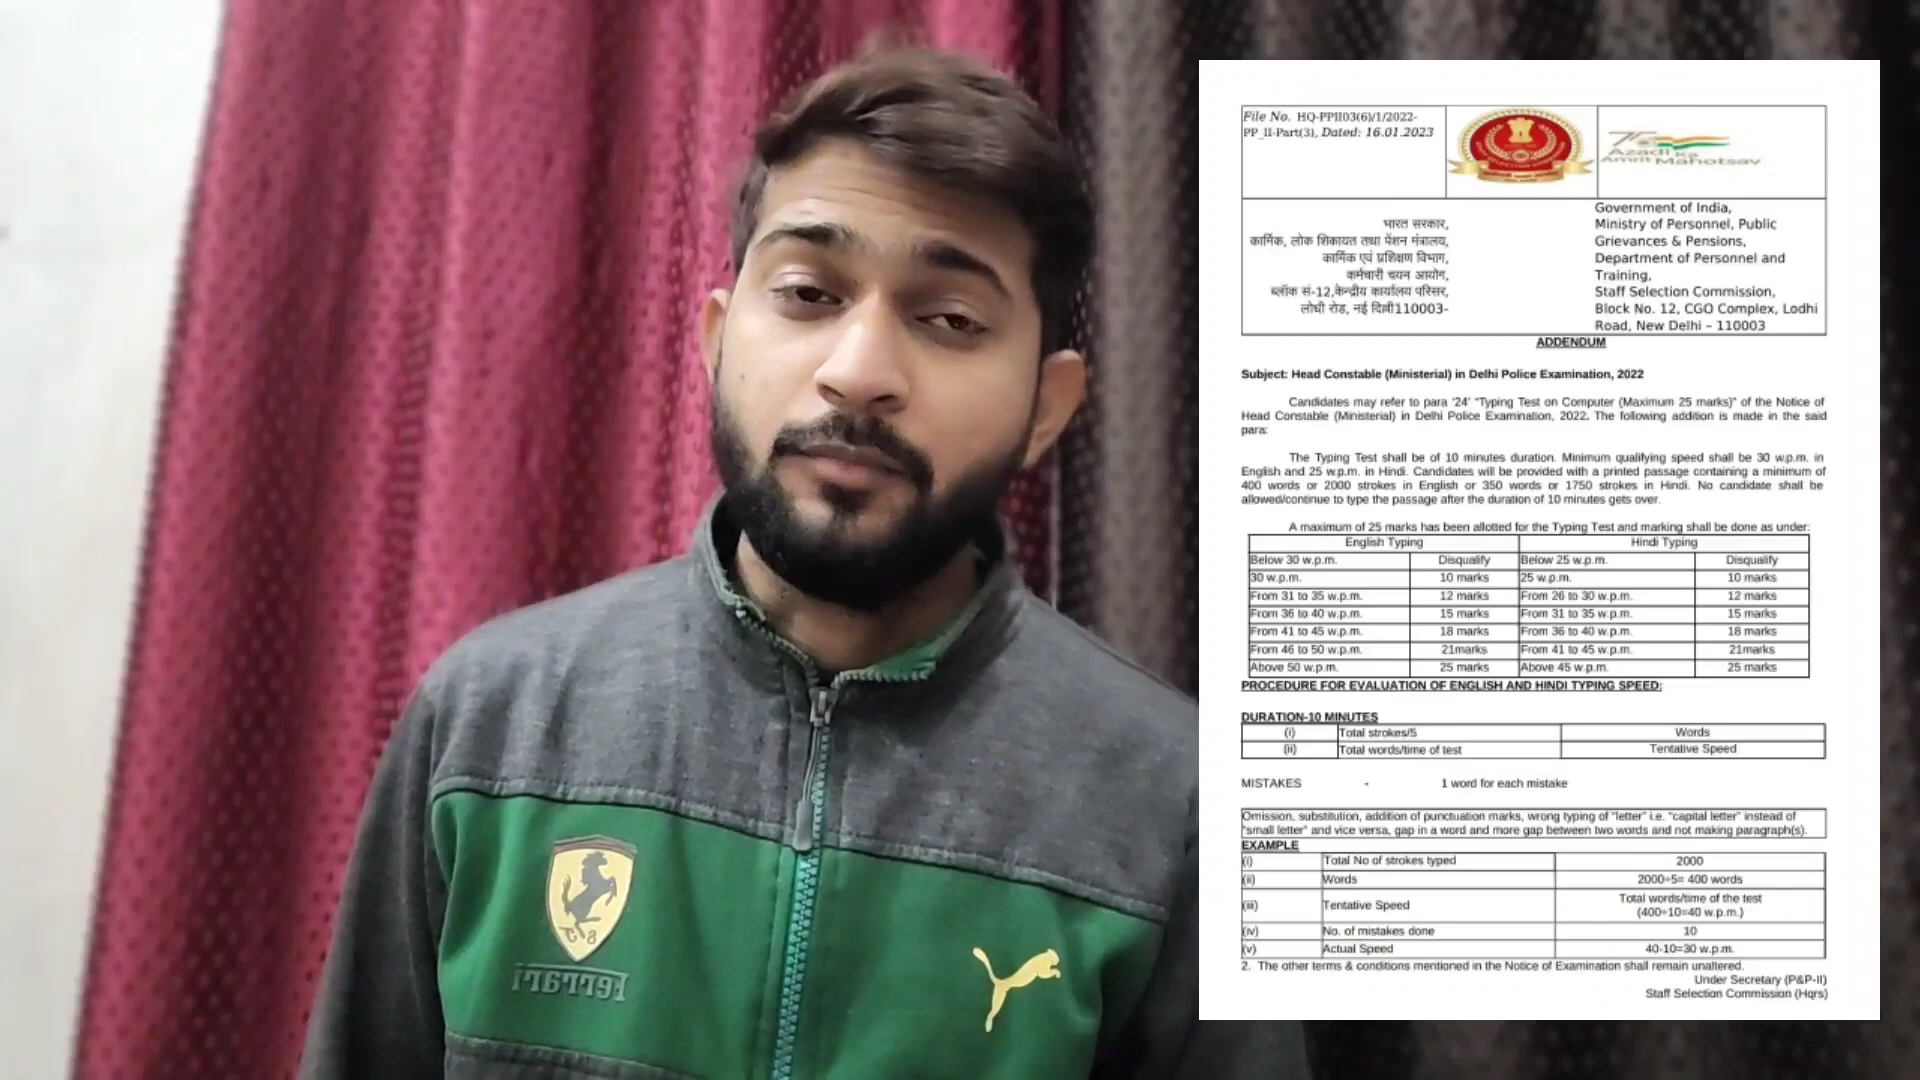 File No. HQ-PPII03(6)/1/2022-
PP_II-Part(3), Dated: 16.01.2023
Azadi Ka
Amrit Mahotsav
भारत सरकार,
कार्मिक, लोक शिकायत तथा पेंशन मंत्रालय,
कार्मिक एवं प्रशिक्षण विभाग,
कर्मचारी चयन आयोग,
ब्लॉक सं-12,केन्द्रीय कार्यालय परिसर,
लोधी रोड, नई दिल्ली110003-
Government of India,
Ministry of Personnel, Public
Grievances & Pensions,
Department of Personnel and
Training,
Staff Selection Commission,
Block No. 12, CGO Complex, Lodhi
Road, New Delhi – 110003
ADDENDUM
Subject: Head Constable (Ministerial) in Delhi Police Examination, 2022
Candidates may refer to para '24' "Typing Test on Computer (Maximum 25 marks)" of the Notice of
Head Constable (Ministerial) in Delhi Police Examination, 2022. The following addition is made in the said
para:
The Typing Test shall be of 10 minutes duration. Minimum qualifying speed shall be 30 w.p.m. in
English and 25 w.p.m. in Hindi. Candidates will be provided with a printed passage containing a minimum of
400 words or 2000 strokes in English or 350 words or 1750 strokes in Hindi. No candidate shall be
allowed/continue to type the passage after the duration of 10 minutes gets over.
A maximum of 25 marks has been allotted for the Typing Test and marking shall be done as under:
English Typing Hindi Typing
Below 30 w.p.m. Disqualify Below 25 w.p.m. Disqualify
30 w.p.m. 10 marks 25 w.p.m. 10 marks
From 31 to 35 w.p.m. 12 marks From 26 to 30 w.p.m. 12 marks
From 36 to 40 w.p.m. 15 marks From 31 to 35 w.p.m. 15 marks
From 41 to 45 w.p.m. 18 marks From 36 to 40 w.p.m. 18 marks
From 46 to 50 w.p.m. 21marks From 41 to 45 w.p.m. 21marks
Above 50 w.p.m. 25 marks Above 45 w.p.m. 25 marks
PROCEDURE FOR EVALUATION OF ENGLISH AND HINDI TYPING SPEED:
DURATION-10 MINUTES
(i) Total strokes/5 Words
(ii) Total words/time of test Tentative Speed
MISTAKES - 1 word for each mistake
Omission, substitution, addition of punctuation marks, wrong typing of "letter" i.e. "capital letter" instead of
"small letter" and vice versa, gap in a word and more gap between two words and not making paragraph(s).
EXAMPLE
(i) Total No of strokes typed 2000
(ii) Words 2000÷5= 400 words
(iii) Tentative Speed Total words/time of the test
(400÷10=40 w.p.m.)
(iv) No. of mistakes done 10
(v) Actual Speed 40-10=30 w.p.m.
2. The other terms & conditions mentioned in the Notice of Examination shall remain unaltered.
Under Secretary (P&P-II)
Staff Selection Commission (Hqrs)
Ferrari